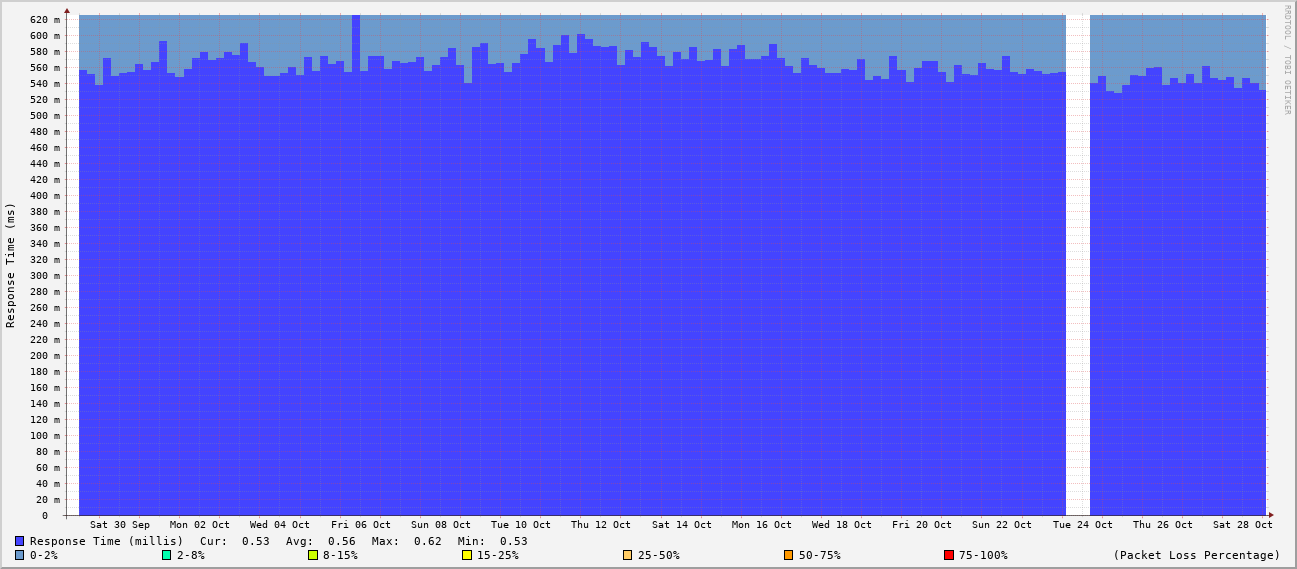 RRDTOOL / TOBI OETIKER
Response Time (ms)
620 m
600 m
580 m
560 m
540 m
520 m
500 m
480 m
460 m
440 m
420 m
400 m
380 m
360 m
340 m
320 m
300 m
280 m
260 m
240 m
220 m
200 m
180 m
160 m
140 m
120 m
100 m
80 m
60 m
40 m
20 m
0
Sat 30 Sep Mon 02 Oct Wed 04 Oct Fri 06 Oct Sun 08 Oct Tue 10 Oct Thu 12 Oct Sat 14 Oct Mon 16 Oct Wed 18 Oct Fri 20 Oct Sun 22 Oct Tue 24 Oct Thu 26 Oct Sat 28 Oct
Response Time (millis) Cur: 0.53 Avg: 0.56 Max: 0.62 Min: 0.53
0-2% 2-8% 8-15% 15-25% 25-50% 50-75% 75-100% (Packet Loss Percentage)